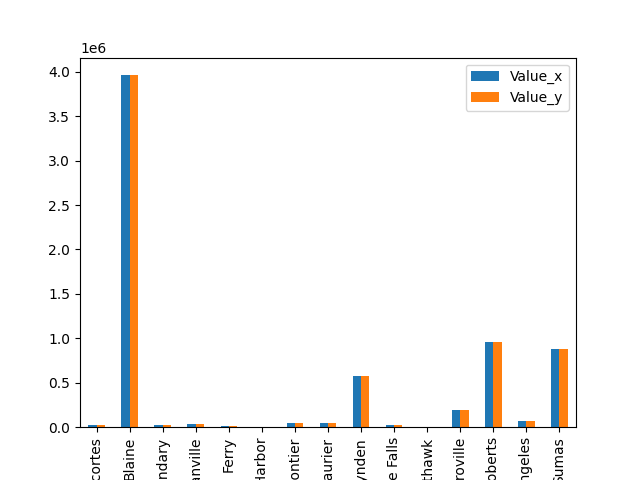 1e6
4.0
3.5
3.0
2.5
2.0
1.5
1.0
0.5
0.0
Value_x
Value_y
cortes
Blaine
ndary
anville
Ferry
Harbor
ontier
aurier
ynden
e Falls
thawk
roville
oberts
ngeles
Sumas